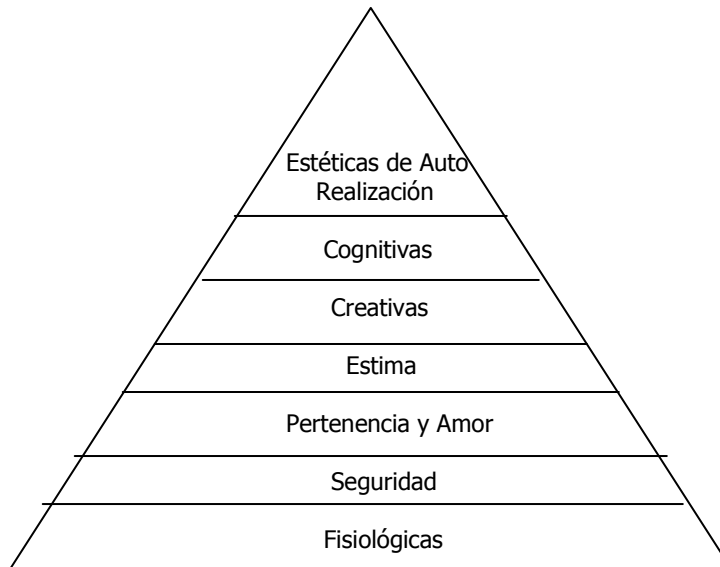 Estéticas de Auto
Realización
Cognitivas
Creativas
Estima
Pertenencia y Amor
Seguridad
Fisiológicas